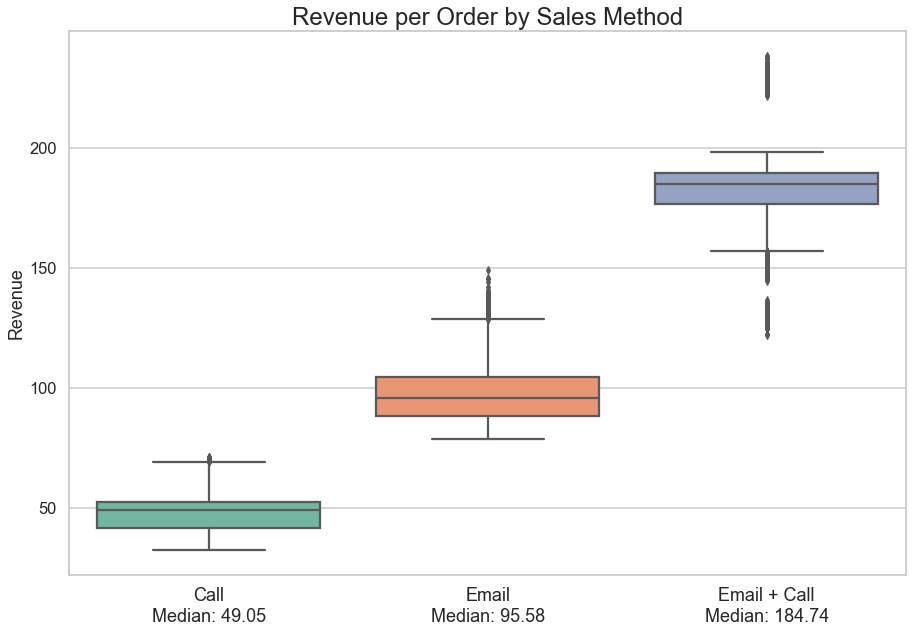 Revenue per Order by Sales Method
Revenue
200
150
100
50
Call
Median: 49.05
Email
Median: 95.58
Email + Call
Median: 184.74